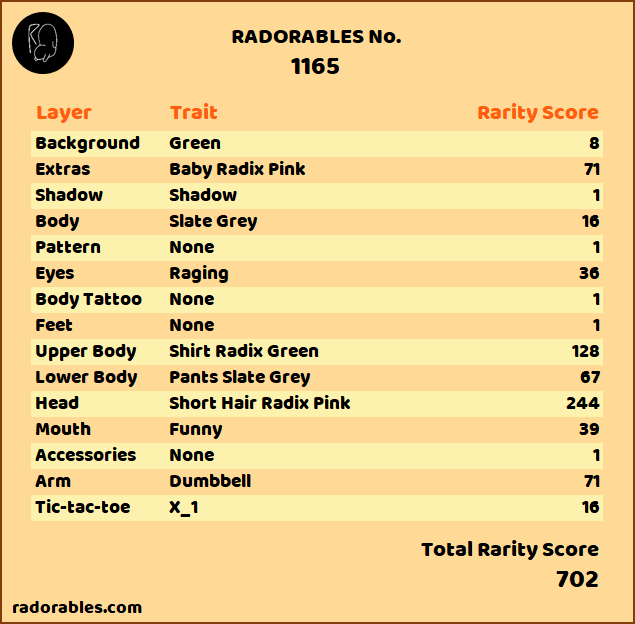 RADORABLES No.
1165
Layer Trait Rarity Score
Background Green 8
Extras Baby Radix Pink 71
Shadow Shadow 1
Body Slate Grey 16
Pattern None 1
Eyes Raging 36
Body Tattoo None 1
Feet None 1
Upper Body Shirt Radix Green 128
Lower Body Pants Slate Grey 67
Head Short Hair Radix Pink 244
Mouth Funny 39
Accessories None 1
Arm Dumbbell 71
Tic-tac-toe X_1 16
Total Rarity Score
702
radorables.com